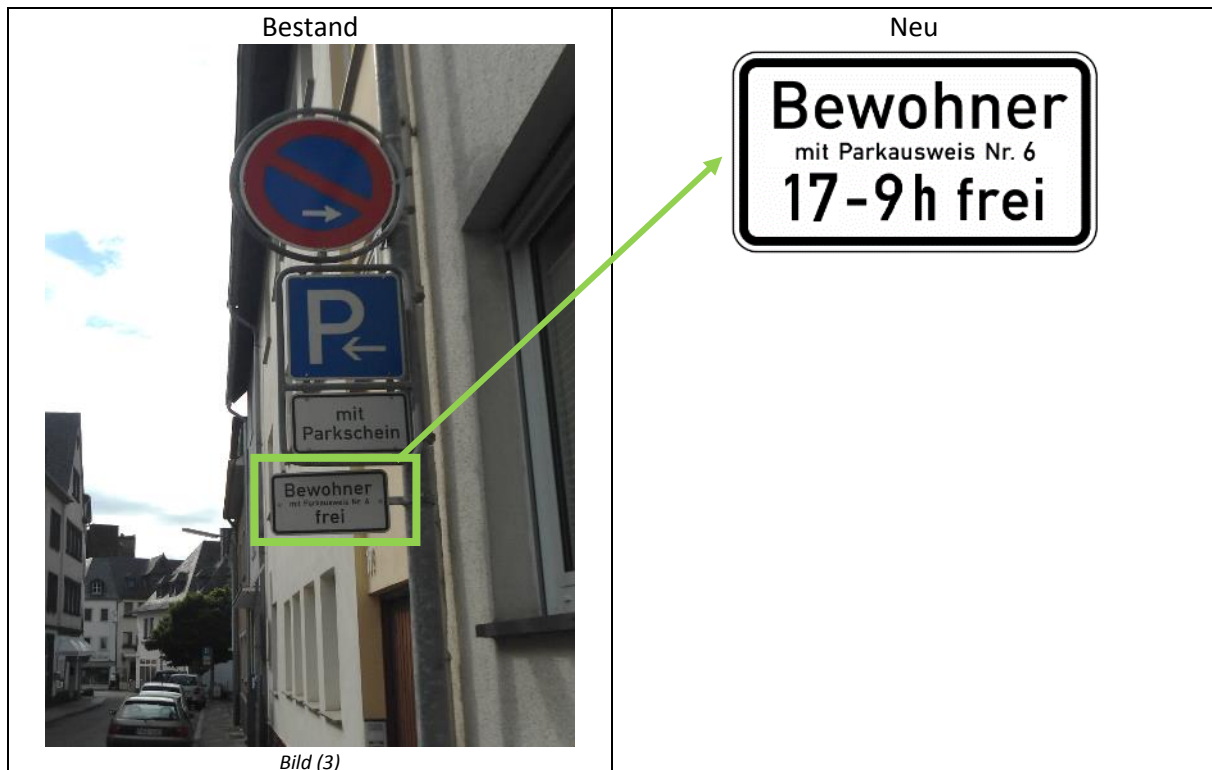 Bestand
Neu
P
mit
Parkschein
Bewohner
mit Parkausweis Nr. 6
frei
Bild (3)
Bewohner
mit Parkausweis Nr. 6
17-9h frei